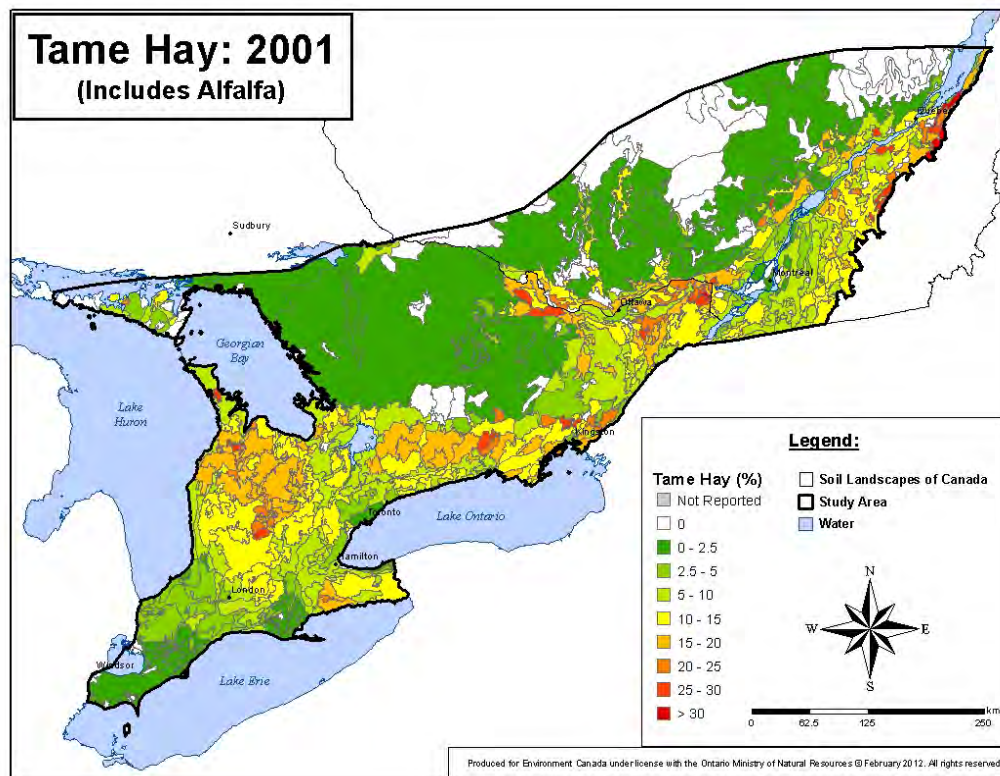 Tame Hay: 2001
(Includes Alfalfa)
Sudbury
Quebec
Montréal
Ottawa
Georgian
Bay
Lake
Huron
Kingston
Toronto
Lake Ontario
Hamilton
London
Windsor
Lake Erie
Legend:
Tame Hay (%)
Not Reported
0
0 - 2.5
2.5 - 5
5 - 10
10 - 15
15 - 20
20 - 25
25 - 30
> 30
Soil Landscapes of Canada
Study Area
Water
N
W
E
S
km
0 62.5 125 250
Produced for Environment Canada under license with the Ontario Ministry of Natural Resources © February 2012. All rights reserved